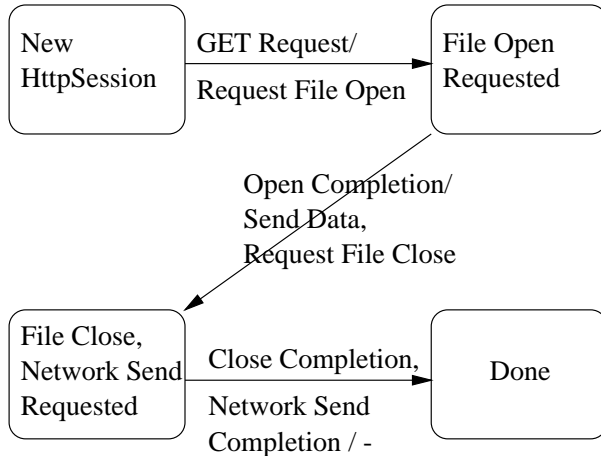 New
HttpSession
GET Request/
Request File Open
File Open
Requested
Open Completion/
Send Data,
Request File Close
File Close,
Network Send
Requested
Close Completion,
Network Send
Completion / -
Done